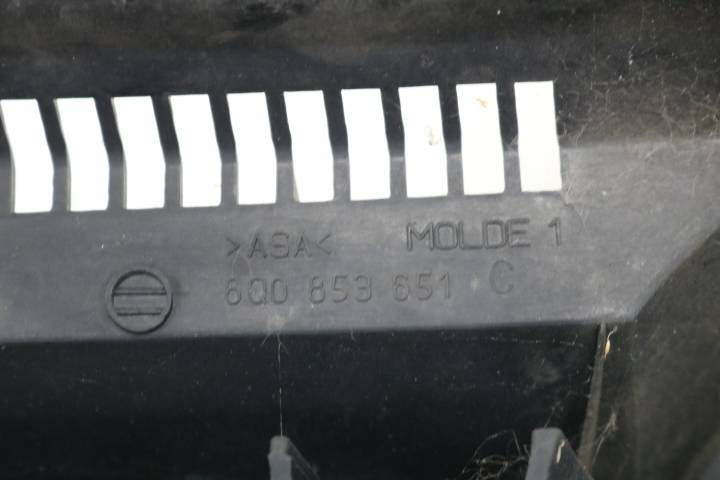 >ASA< MOLDE 1
6Q0 853 651 C